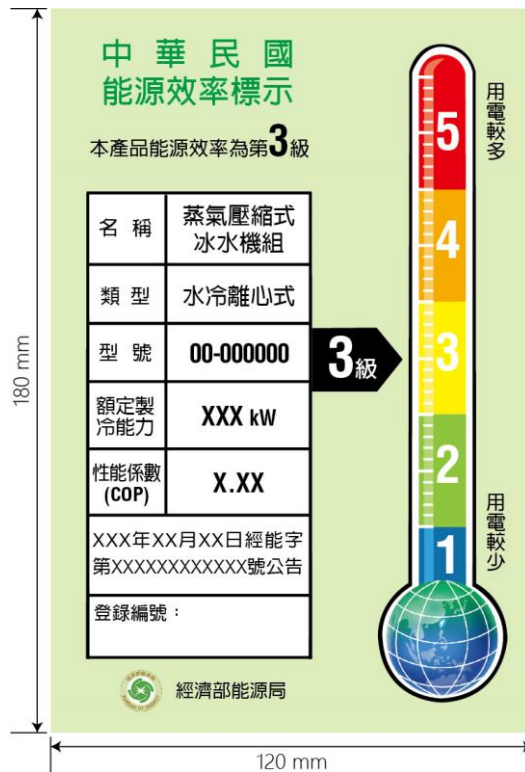 中華民國
能源效率標示
本產品能源效率為第3級
名稱
蒸氣壓縮式
冰水機組
類型
水冷離心式
型號
00-000000
額定製
冷能力
XXX kW
性能係數
(COP)
X.XX
XXX年XX月XX日經能字
第XXXXXXXXXXXX號公告
登錄編號：
經濟部能源局
3級
5
4
3
2
1
用電較多
用電較少
180 mm
120 mm